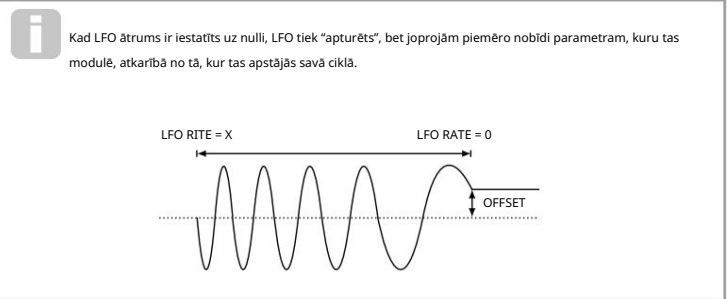 Kad LFO ātrums ir iestatīts uz nulli, LFO tiek “apturēts”, bet joprojām piemēro nobīdi parametram, kuru tas
modulē, atkarībā no tā, kur tas apstājās savā ciklā.
LFO RITE = X LFO RATE = 0
OFFSET